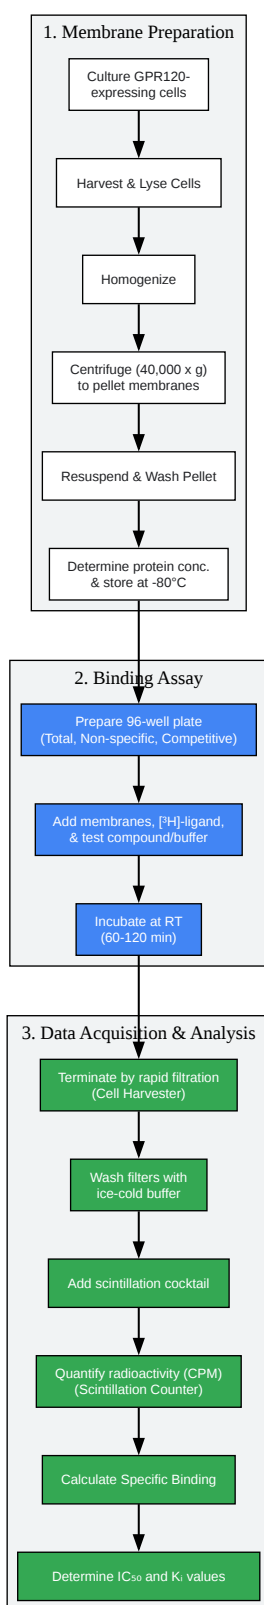 1. Membrane Preparation
Culture GPR120-
expressing cells
Harvest & Lyse Cells
Homogenize
Centrifuge (40,000 x g)
to pellet membranes
Resuspend & Wash Pellet
Determine protein conc.
& store at -80°C
2. Binding Assay
Prepare 96-well plate
(Total, Non-specific, Competitive)
Add membranes, [³H]-ligand,
& test compound/buffer
Incubate at RT
(60-120 min)
3. Data Acquisition & Analysis
Terminate by rapid filtration
(Cell Harvester)
Wash filters with
ice-cold buffer
Add scintillation cocktail
Quantify radioactivity (CPM)
(Scintillation Counter)
Calculate Specific Binding
Determine IC₅₀ and Kᵢ values